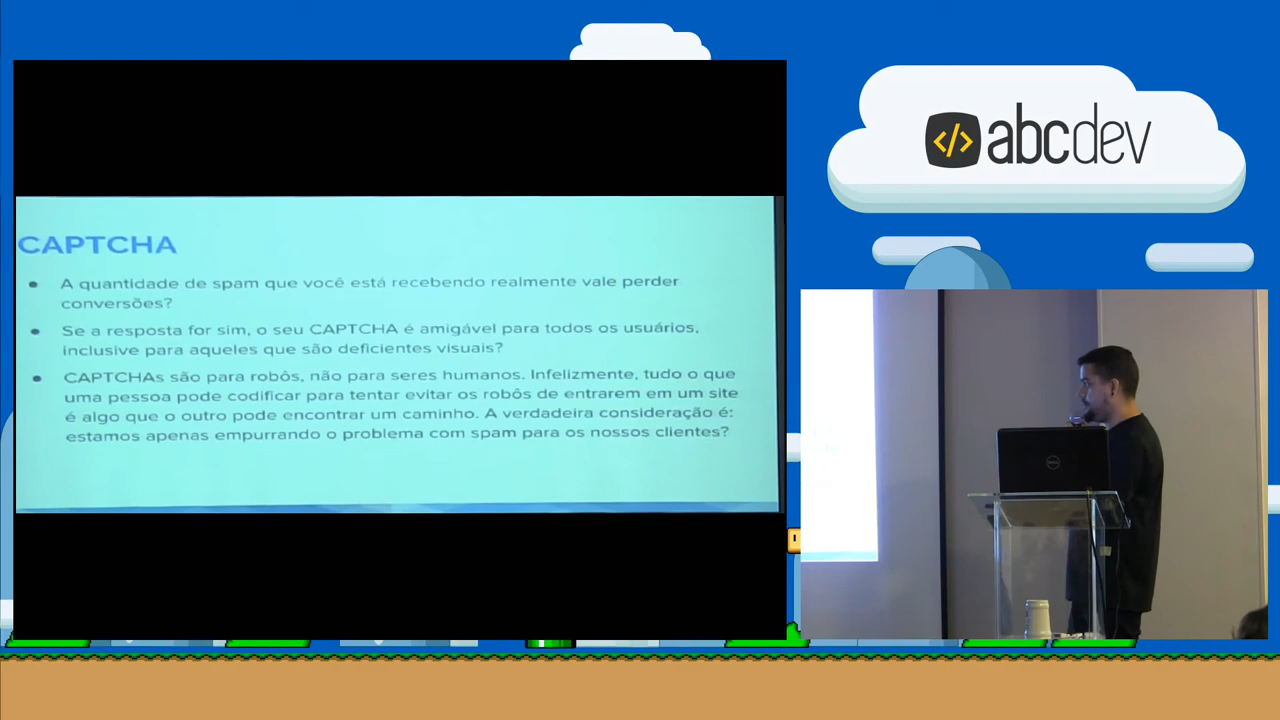 CAPTCHA
A quantidade de spam que você está recebendo realmente vale perder
conversões?
Se a resposta for sim, o seu CAPTCHA é amigável para todos os usuários,
inclusive para aqueles que são deficientes visuais?
CAPTCHAs são para robôs, não para seres humanos. Infelizmente, tudo o que
uma pessoa pode codificar para tentar evitar os robôs de entrarem em um site
é algo que o outro pode encontrar um caminho. A verdadeira consideração é:
estamos apenas empurrando o problema com spam para os nossos clientes?
</> abcdev
DELL